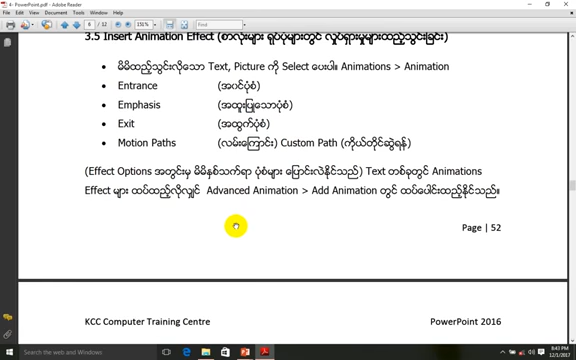 4- PowerPoint.pdf - Adobe Reader
File Edit View Document Tools Window Help
6 / 12 151% Find
3.5 Insert Animation Effect (စာလုံးများ ရုပ်ပုံများတွင် လှုပ်ရှားမှုများထည့်သွင်းခြင်း)
• မိမိထည့်သွင်းလိုသော Text, Picture ကို Select ပေးပါ။ Animations > Animation
• Entrance (အဝင်ပုံစံ)
• Emphasis (အထူးပြုသောပုံစံ)
• Exit (အထွက်ပုံစံ)
• Motion Paths (လမ်းကြောင်း) Custom Path (ကိုယ်တိုင်ဆွဲရန်)
(Effect Options အတွင်းမှ မိမိနှစ်သက်ရာ ပုံစံများ ပြောင်းလဲနိုင်သည်) Text တစ်ခုတွင် Animations
Effect များ ထပ်ထည့်လိုလျှင် Advanced Animation > Add Animation တွင် ထပ်ပေါင်းထည့်နိုင်သည်။
Page | 52
KCC Computer Training Centre PowerPoint 2016
Search the web and Windows
8:43 PM
12/1/2017